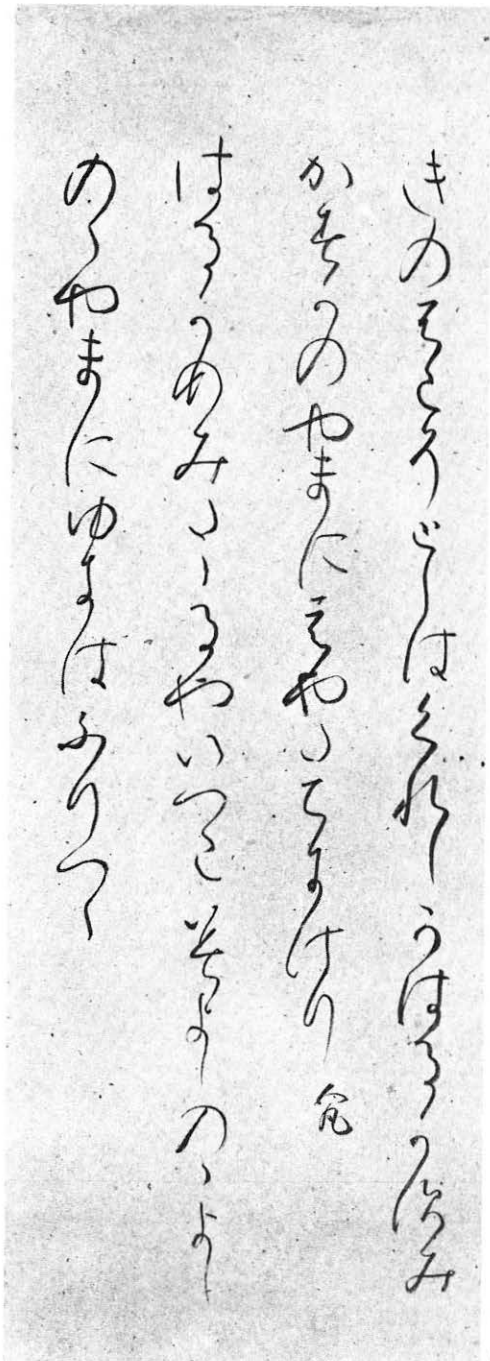 きのふこそとしはくれしかはるかすみ
かすかのやまにはやたちにけり 人丸
はるかすみたゝるやいつこみよしのゝよし
のゝやまにゆきはふりつゝ